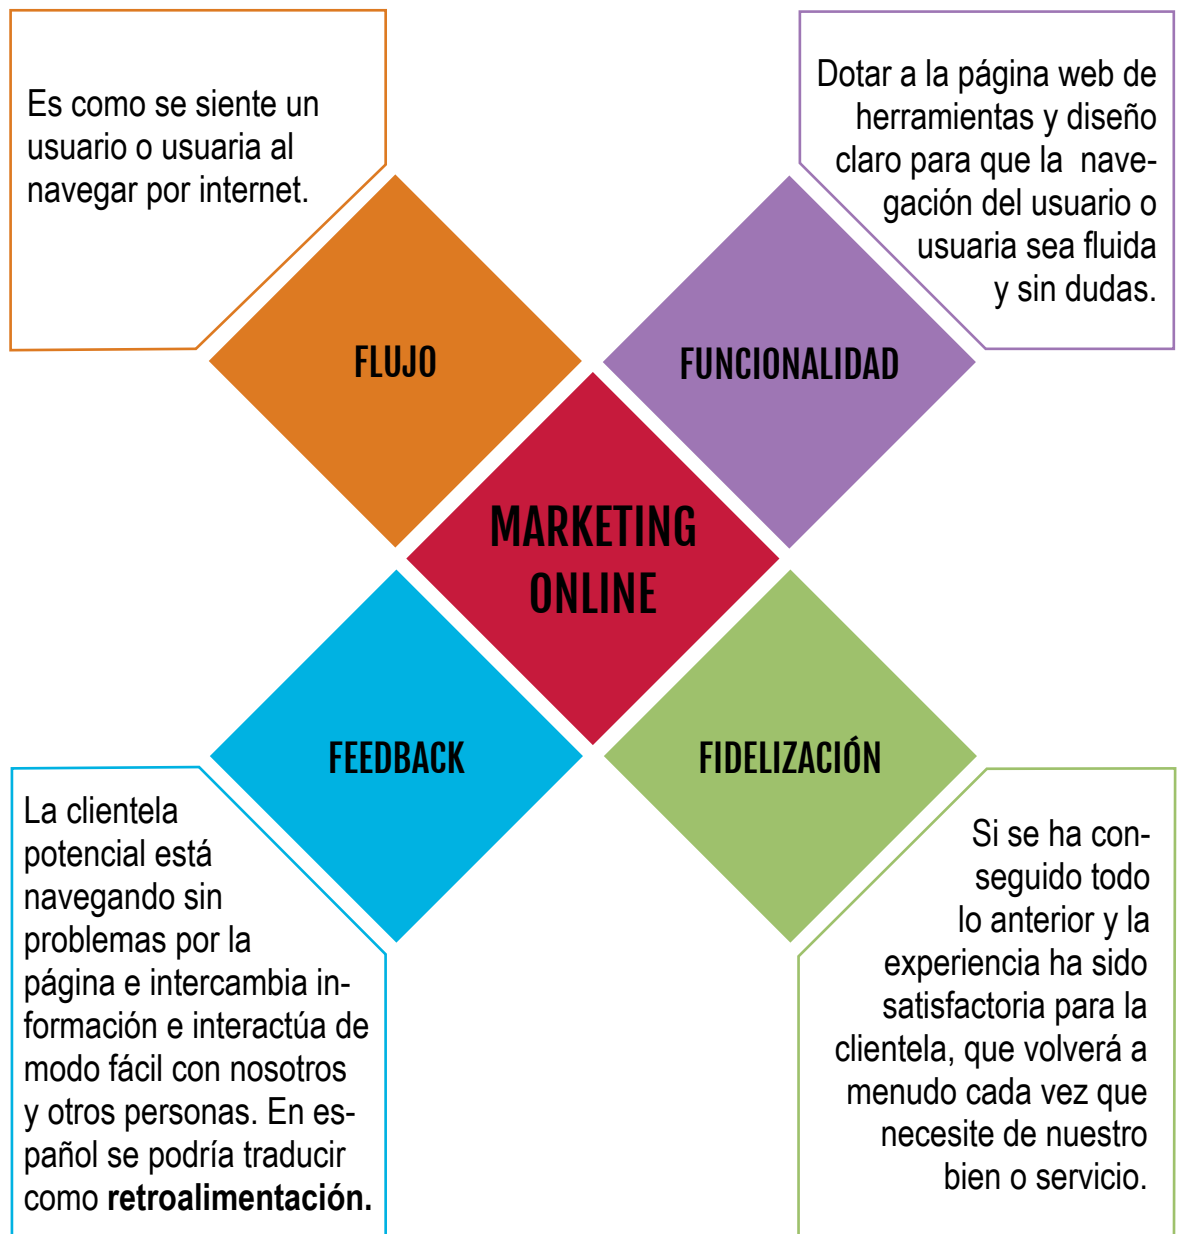 Es como se siente un
usuario o usuaria al
navegar por internet.
Dotar a la página web de
herramientas y diseño
claro para que la  nave-
gación del usuario o
usuaria sea fluida
y sin dudas.
FLUJO
FUNCIONALIDAD
MARKETING
ONLINE
FEEDBACK
FIDELIZACIÓN
La clientela
potencial está
navegando sin
problemas por la
página e intercambia in-
formación e interactúa de
modo fácil con nosotros
y otros personas. En es-
pañol se podría traducir
como retroalimentación.
Si se ha con-
seguido todo
lo anterior y la
experiencia ha sido
satisfactoria para la
clientela, que volverá a
menudo cada vez que
necesite de nuestro
bien o servicio.